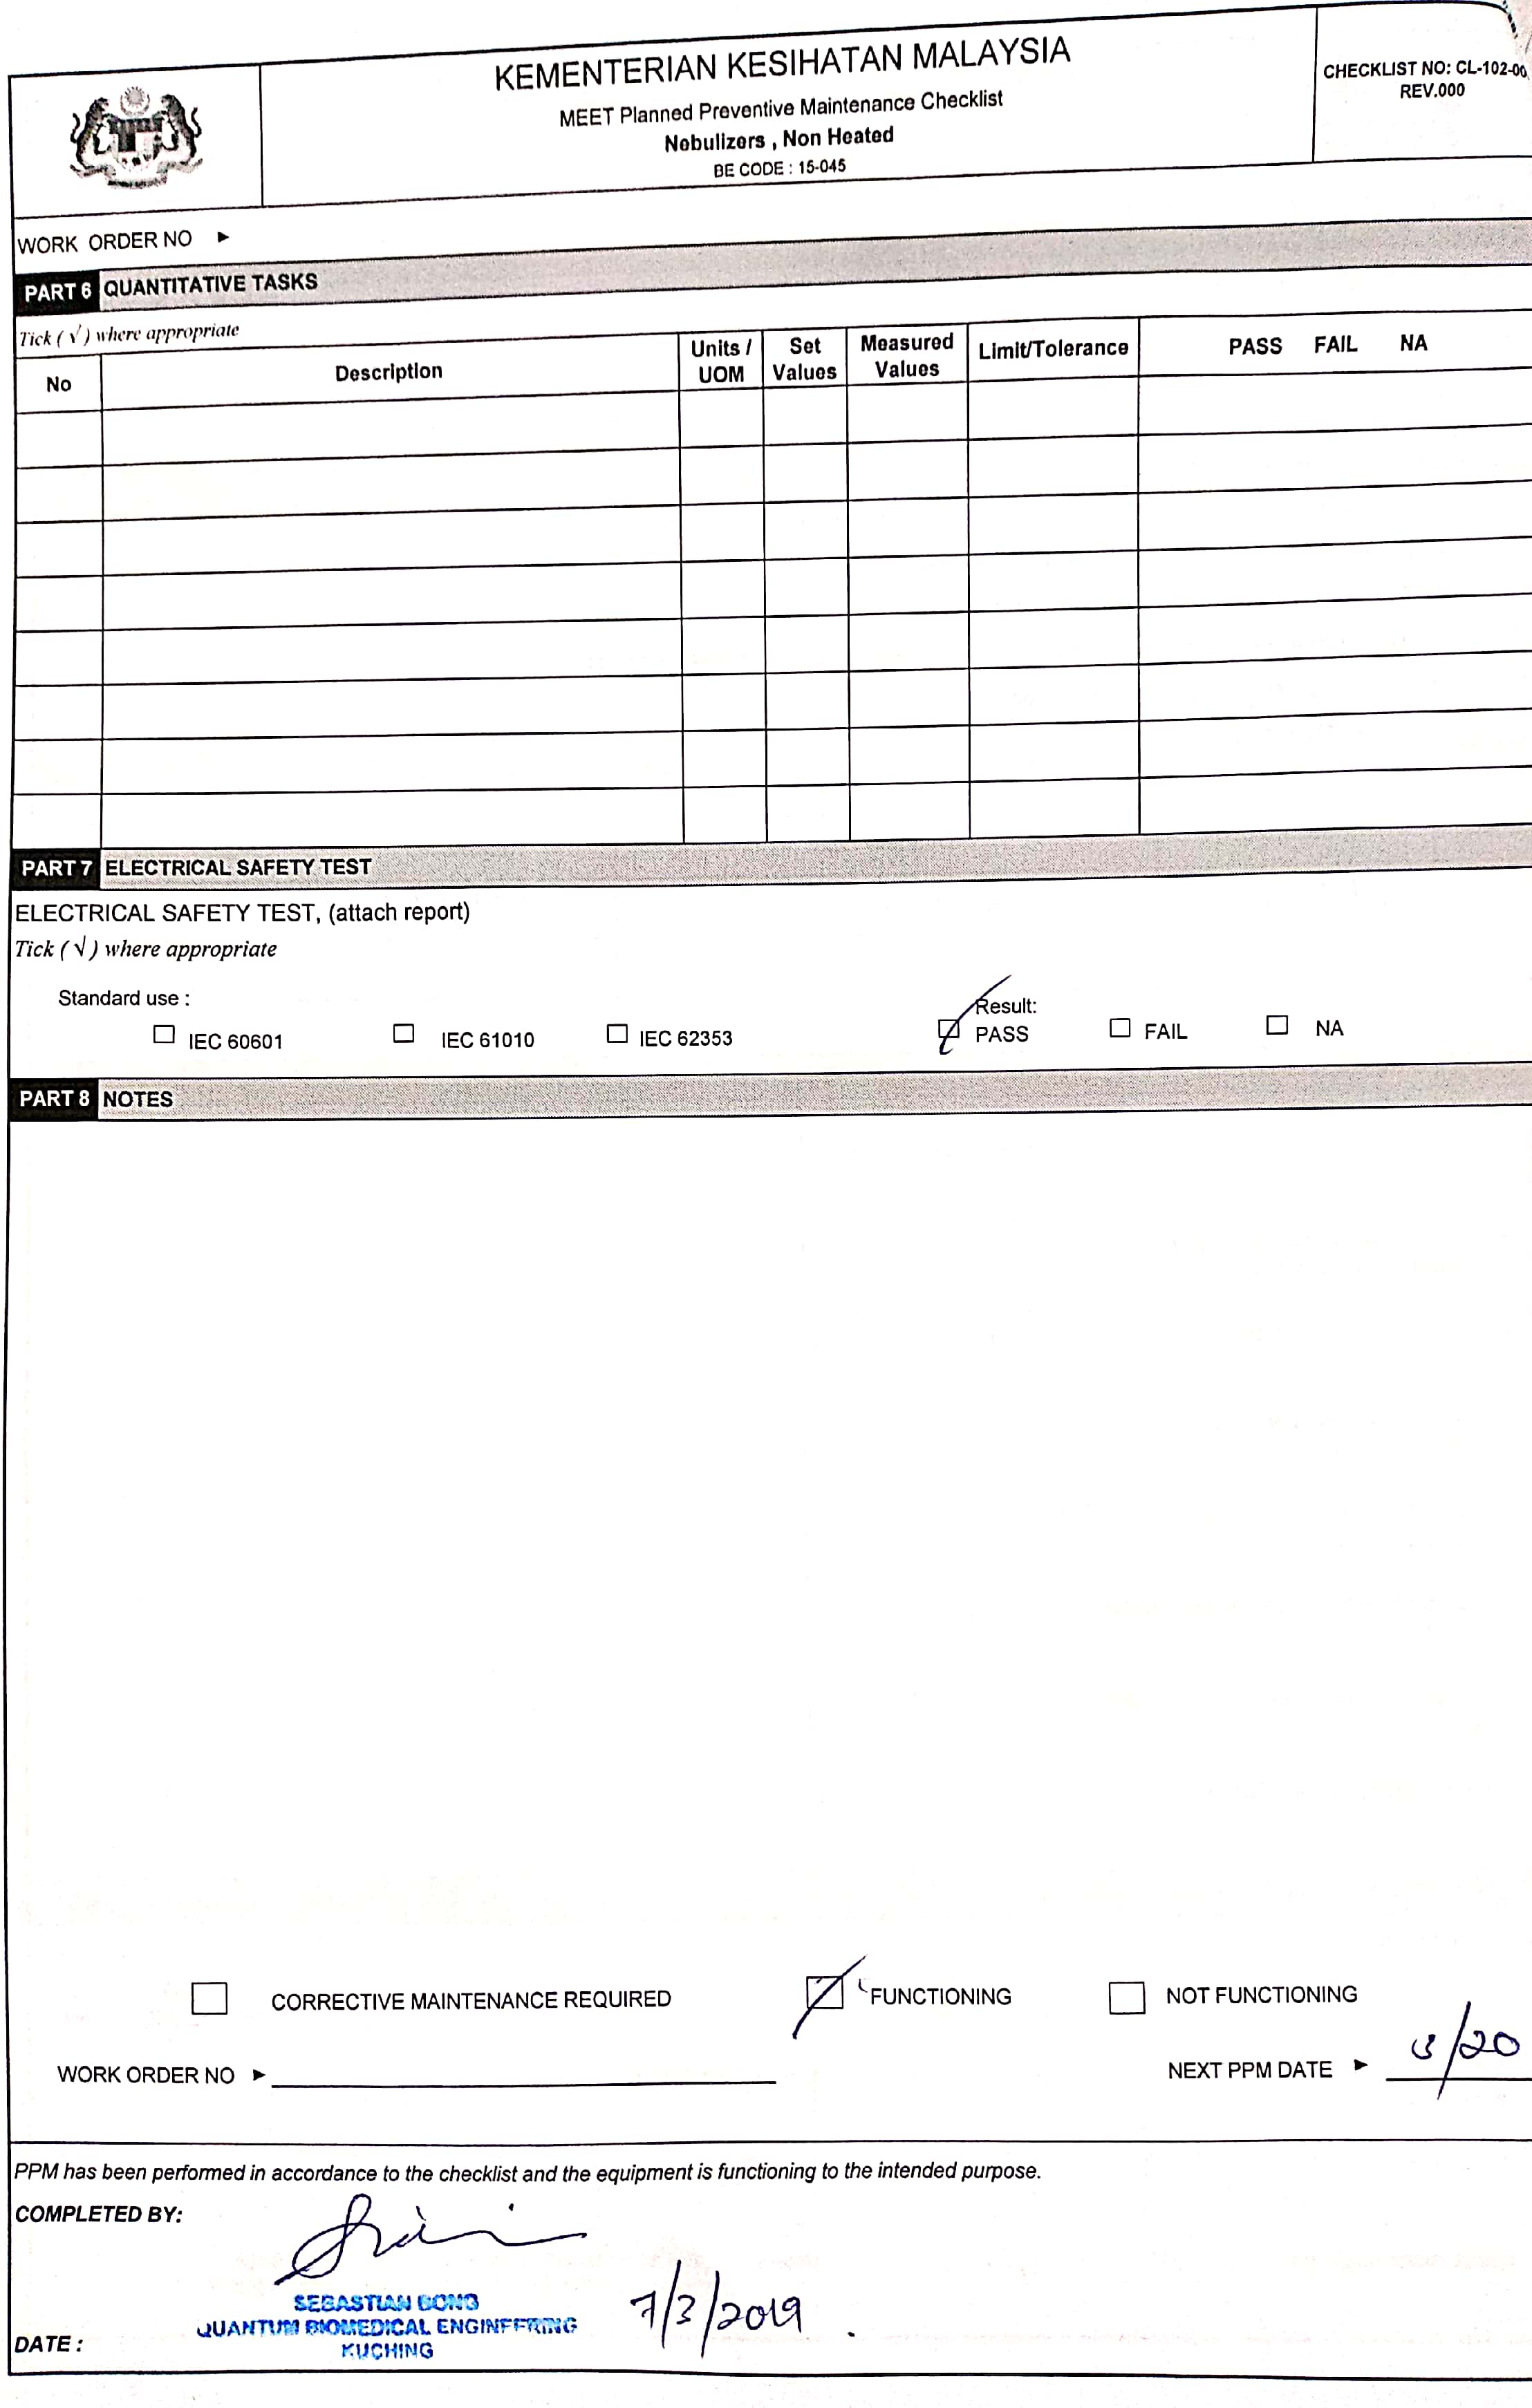 KEMENTERIAN KESIHATAN MALAYSIA
MEET Planned Preventive Maintenance Checklist
Nebulizers , Non Heated
BE CODE : 15-045
CHECKLIST NO: CL-102-00
REV.000
WORK ORDER NO ►
PART 6 QUANTITATIVE TASKS
Tick ( √ ) where appropriate
No Description Units / UOM Set Values Measured Values Limit/Tolerance PASS FAIL NA
PART 7 ELECTRICAL SAFETY TEST
ELECTRICAL SAFETY TEST, (attach report)
Tick ( √ ) where appropriate
Standard use : Result:
☐ IEC 60601 ☐ IEC 61010 ☐ IEC 62353 ☑ PASS ☐ FAIL ☐ NA
PART 8 NOTES
☐ CORRECTIVE MAINTENANCE REQUIRED ☑ FUNCTIONING ☐ NOT FUNCTIONING
WORK ORDER NO ► NEXT PPM DATE ► 3/20
PPM has been performed in accordance to the checklist and the equipment is functioning to the intended purpose.
COMPLETED BY:
SEBASTIAN BONG
QUANTUM BIOMEDICAL ENGINEERING
KUCHING
DATE : 7/3/2019